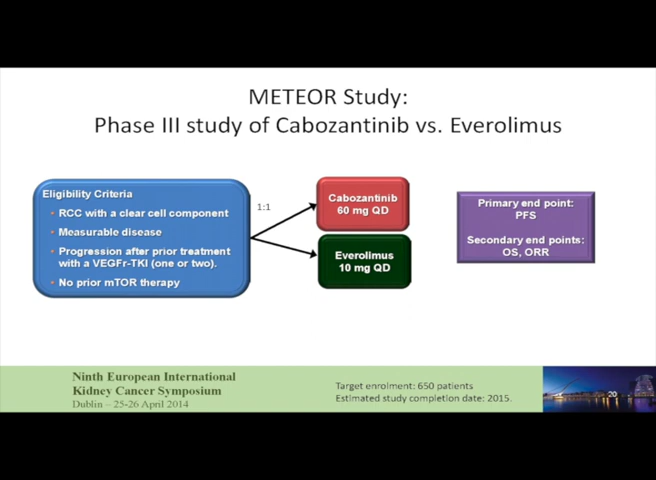 METEOR Study:
Phase III study of Cabozantinib vs. Everolimus
Eligibility Criteria
• RCC with a clear cell component
• Measurable disease
• Progression after prior treatment
with a VEGFr-TKI (one or two).
• No prior mTOR therapy
1:1
Cabozantinib
60 mg QD
Everolimus
10 mg QD
Primary end point:
PFS
Secondary end points:
OS, ORR
Ninth European International
Kidney Cancer Symposium
Dublin – 25-26 April 2014
Target enrolment: 650 patients
Estimated study completion date: 2015.
20